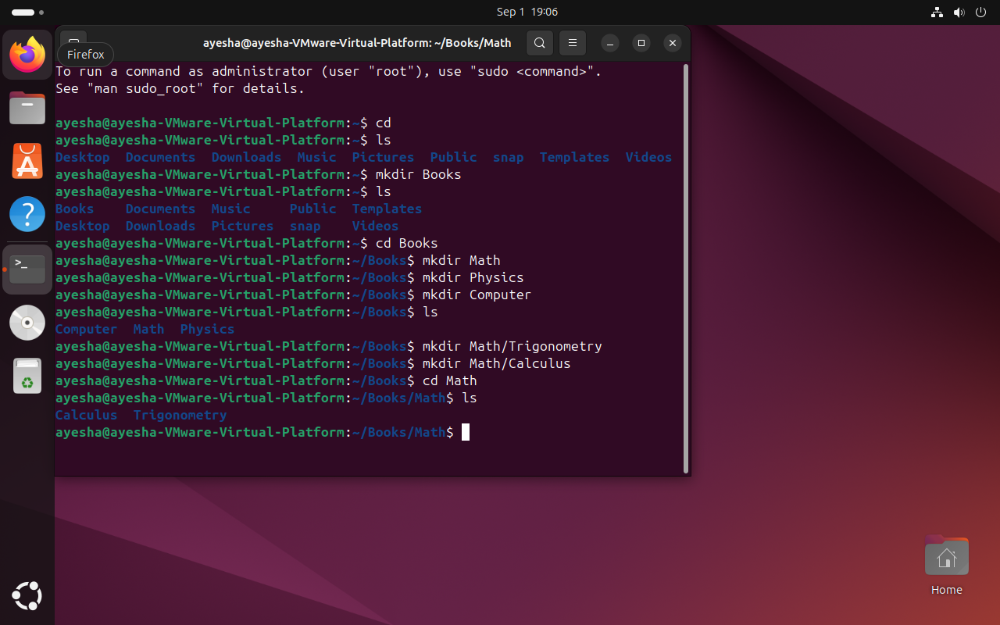 Sep 1 19:06
ayesha@ayesha-VMware-Virtual-Platform: ~/Books/Math
Firefox
To run a command as administrator (user "root"), use "sudo <command>".
See "man sudo_root" for details.
ayesha@ayesha-VMware-Virtual-Platform:~$ cd
ayesha@ayesha-VMware-Virtual-Platform:~$ ls
Desktop  Documents  Downloads  Music  Pictures  Public  snap  Templates  Videos
ayesha@ayesha-VMware-Virtual-Platform:~$ mkdir Books
ayesha@ayesha-VMware-Virtual-Platform:~$ ls
Books    Documents  Music     Public  Templates
Desktop  Downloads  Pictures  snap    Videos
ayesha@ayesha-VMware-Virtual-Platform:~$ cd Books
ayesha@ayesha-VMware-Virtual-Platform:~/Books$ mkdir Math
ayesha@ayesha-VMware-Virtual-Platform:~/Books$ mkdir Physics
ayesha@ayesha-VMware-Virtual-Platform:~/Books$ mkdir Computer
ayesha@ayesha-VMware-Virtual-Platform:~/Books$ ls
Computer  Math  Physics
ayesha@ayesha-VMware-Virtual-Platform:~/Books$ mkdir Math/Trigonometry
ayesha@ayesha-VMware-Virtual-Platform:~/Books$ mkdir Math/Calculus
ayesha@ayesha-VMware-Virtual-Platform:~/Books$ cd Math
ayesha@ayesha-VMware-Virtual-Platform:~/Books/Math$ ls
Calculus  Trigonometry
ayesha@ayesha-VMware-Virtual-Platform:~/Books/Math$
Home